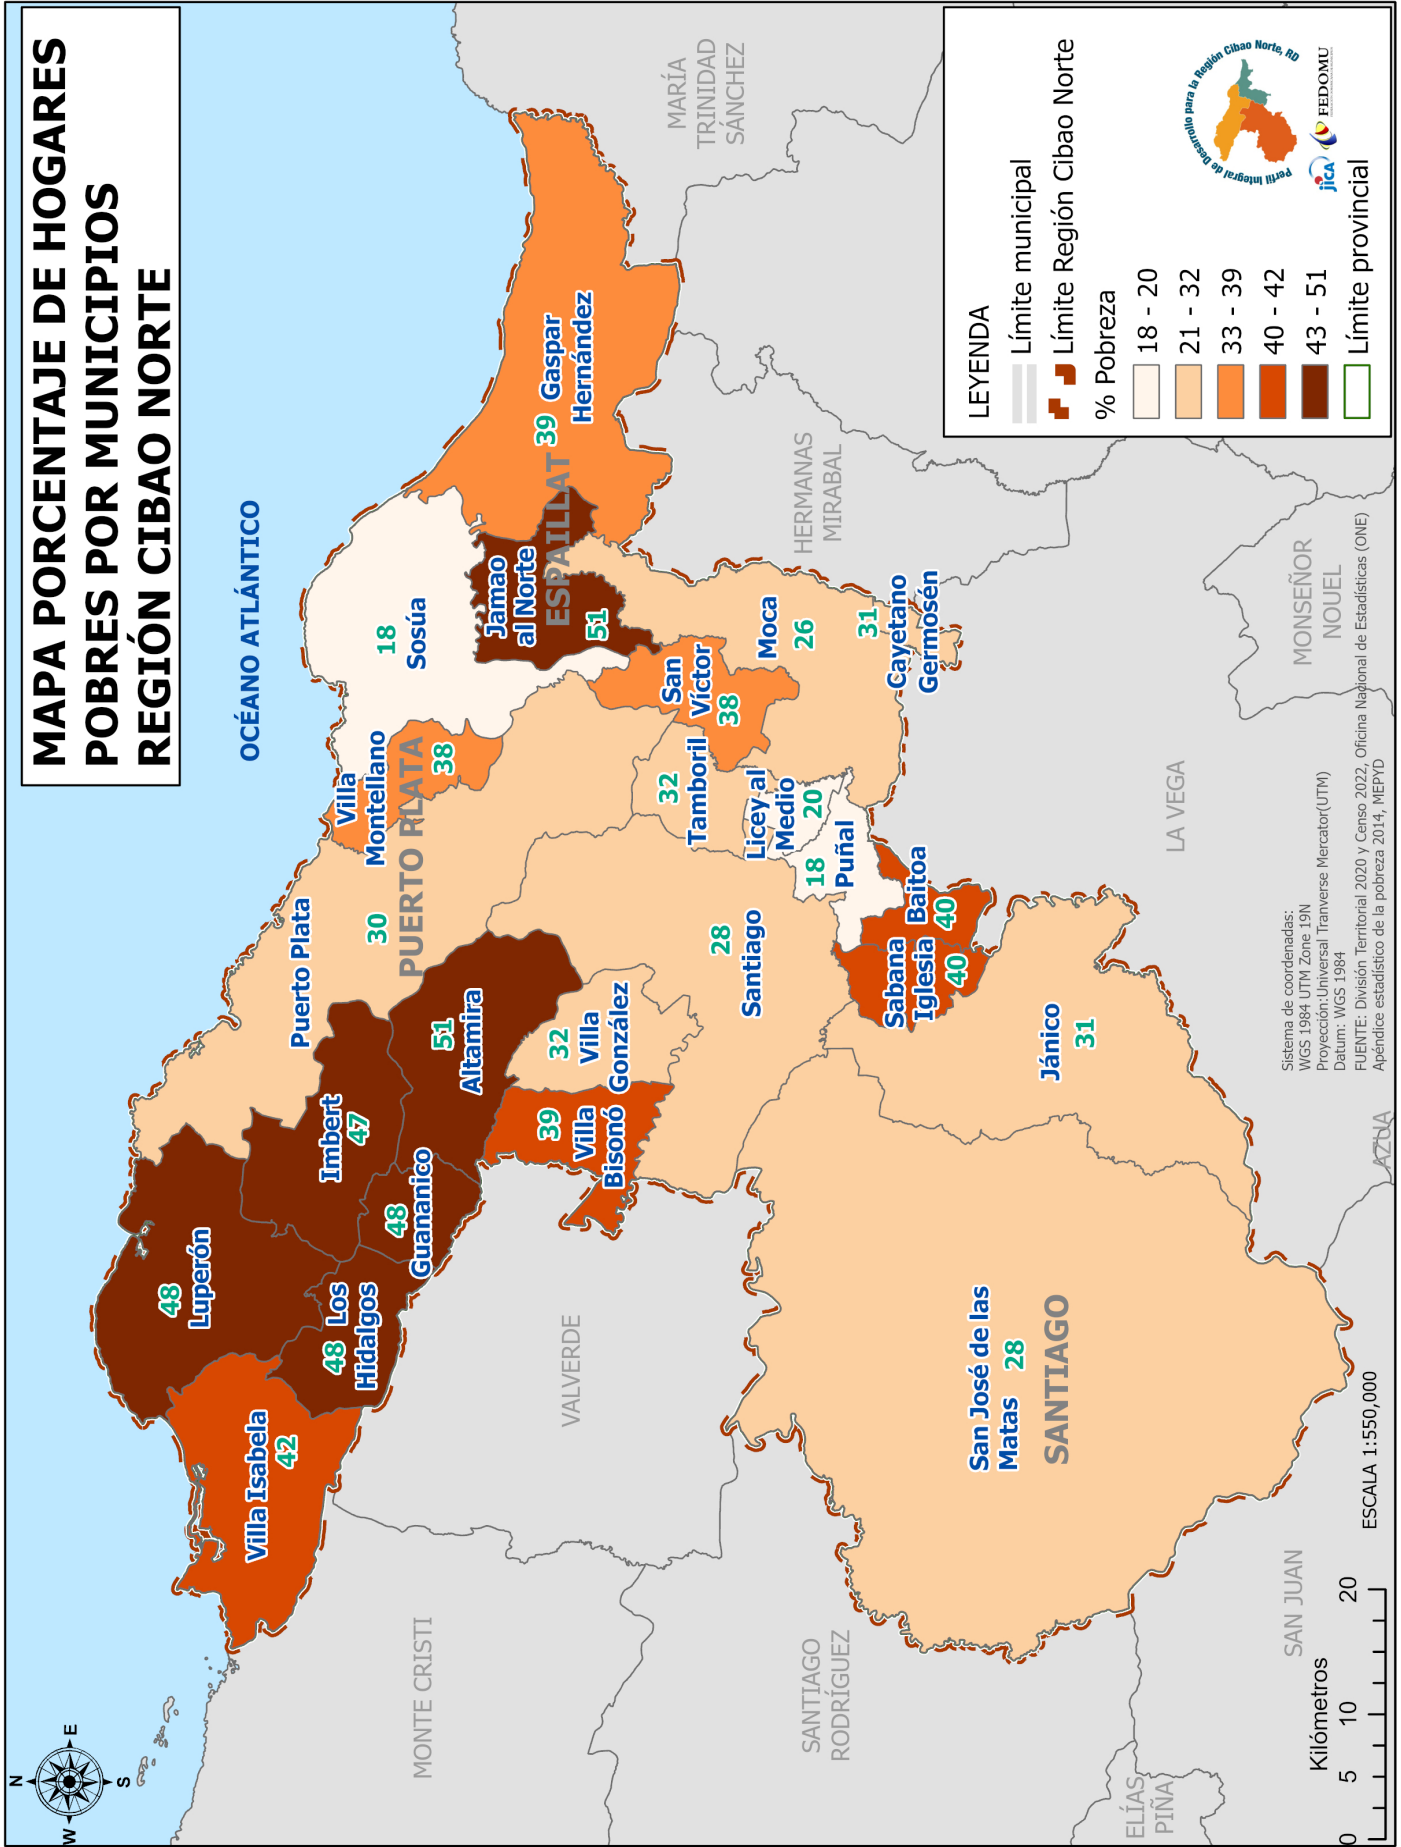 MAPA PORCENTAJE DE HOGARES
POBRES POR MUNICIPIOS
REGIÓN CIBAO NORTE
N
W
E
S
OCÉANO ATLÁNTICO
48
Luperón
Villa Isabela
42
48 Los
Hidalgos
Imbert
47
48
Guananico
51
Altamira
Puerto Plata
30
PUERTO PLATA
Villa
Montellano
38
18
Sosúa
Jamao
al Norte
51
ESPAILLAT
39 Gaspar
Hernández
San
Víctor
38
Moca
26
31
Cayetano
Germosén
32
Tamboril
Licey al
Medio
20
18
Puñal
Baitoa
40
Sabana
Iglesia
40
28
Santiago
32
Villa
González
39
Villa
Bisonó
Jánico
31
San José de las
Matas
28
SANTIAGO
MONTE CRISTI
VALVERDE
SANTIAGO
RODRÍGUEZ
ELÍAS
PIÑA
SAN JUAN
AZUA
LA VEGA
MONSEÑOR
NOUEL
HERMANAS
MIRABAL
MARÍA
TRINIDAD
SÁNCHEZ
LEYENDA
Límite municipal
Límite Región Cibao Norte
% Pobreza
18 - 20
21 - 32
33 - 39
40 - 42
43 - 51
Límite provincial
Perfil Integral de Desarrollo para la Región Cibao Norte, RD
jICA
FEDOMU
Sistema de coordenadas:
WGS 1984 UTM Zone 19N
Proyección:Universal Tranverse Mercator(UTM)
Datum: WGS 1984
FUENTE: División Territorial 2020 y Censo 2022, Oficina Nacional de Estadísticas (ONE)
Apéndice estadístico de la pobreza 2014, MEPYD
ESCALA 1:550,000
Kilómetros
0 5 10 20